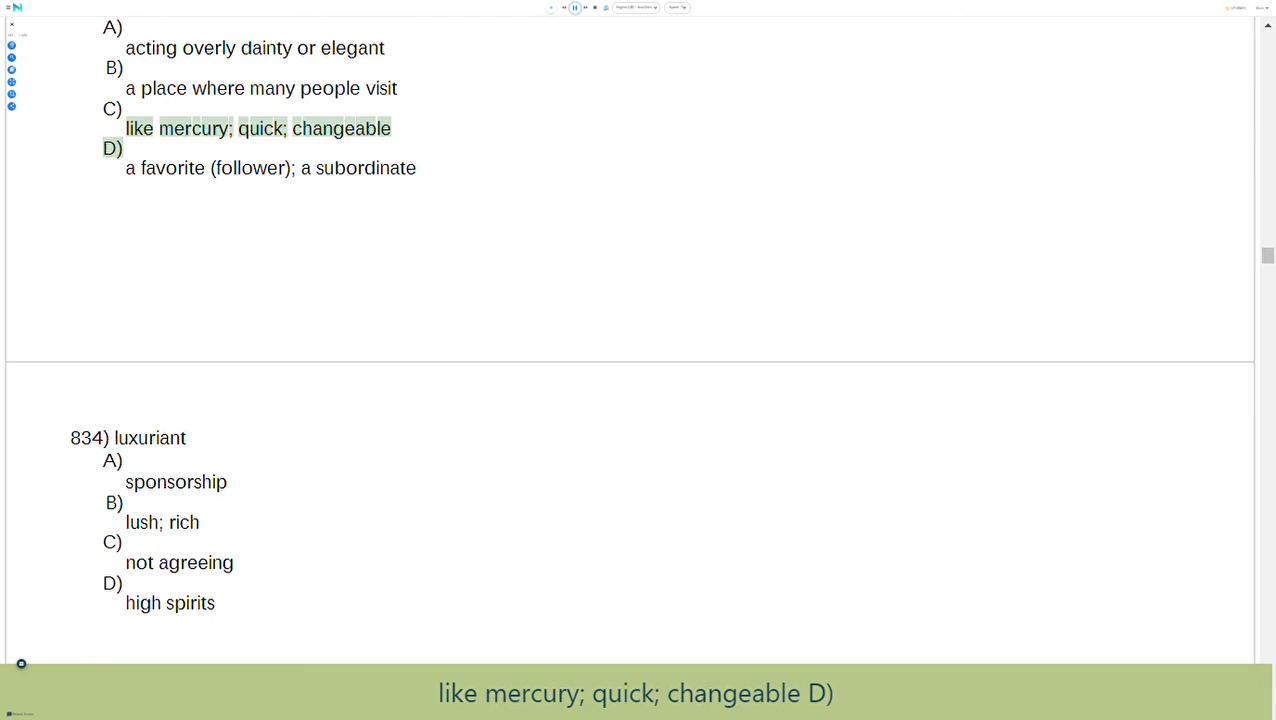 A)
acting overly dainty or elegant
B)
a place where many people visit
C)
like mercury; quick; changeable
D)
a favorite (follower); a subordinate
834) luxuriant
A)
sponsorship
B)
lush; rich
C)
not agreeing
D)
high spirits
like mercury; quick; changeable D)